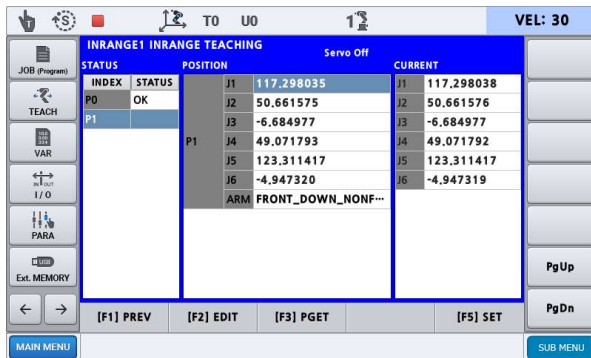 S
T0 U0
1
VEL: 30
JOB (Program)
TEACH
VAR
IN OUT
I/O
PARA
USB
Ext. MEMORY
← →
MAIN MENU
INRANGE1 INRANGE TEACHING
Servo Off
STATUS
INDEX STATUS
P0 OK
P1
POSITION
P1
J1 117.298035
J2 50.661575
J3 -6.684977
J4 49.071793
J5 123.311417
J6 -4.947320
ARM FRONT_DOWN_NONF···
CURRENT
J1 117.298038
J2 50.661576
J3 -6.684977
J4 49.071792
J5 123.311417
J6 -4.947319
[F1] PREV [F2] EDIT [F3] PGET [F5] SET
PgUp
PgDn
SUB MENU